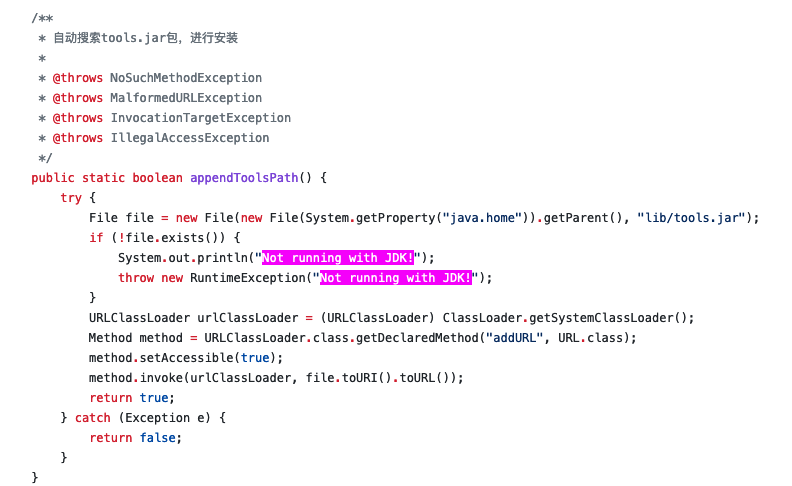 /**
 * 自动搜索tools.jar包，进行安装
 *
 * @throws NoSuchMethodException
 * @throws MalformedURLException
 * @throws InvocationTargetException
 * @throws IllegalAccessException
 */
public static boolean appendToolsPath() {
    try {
        File file = new File(new File(System.getProperty("java.home")).getParent(), "lib/tools.jar");
        if (!file.exists()) {
            System.out.println("Not running with JDK!");
            throw new RuntimeException("Not running with JDK!");
        }
        URLClassLoader urlClassLoader = (URLClassLoader) ClassLoader.getSystemClassLoader();
        Method method = URLClassLoader.class.getDeclaredMethod("addURL", URL.class);
        method.setAccessible(true);
        method.invoke(urlClassLoader, file.toURI().toURL());
        return true;
    } catch (Exception e) {
        return false;
    }
}